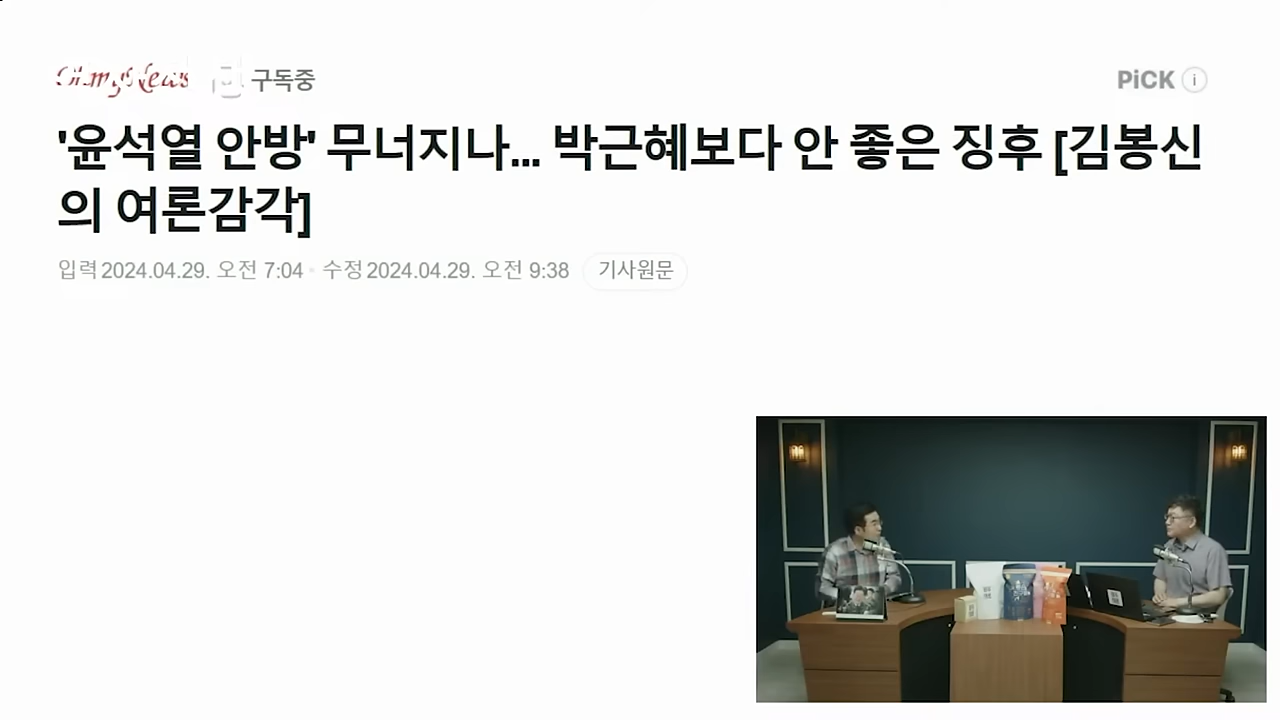 OhmyNews 구독중
PiCK i
'윤석열 안방' 무너지나... 박근혜보다 안 좋은 징후 [김봉신
의 여론감각]
입력 2024.04.29. 오전 7:04 · 수정 2024.04.29. 오전 9:38 기사원문